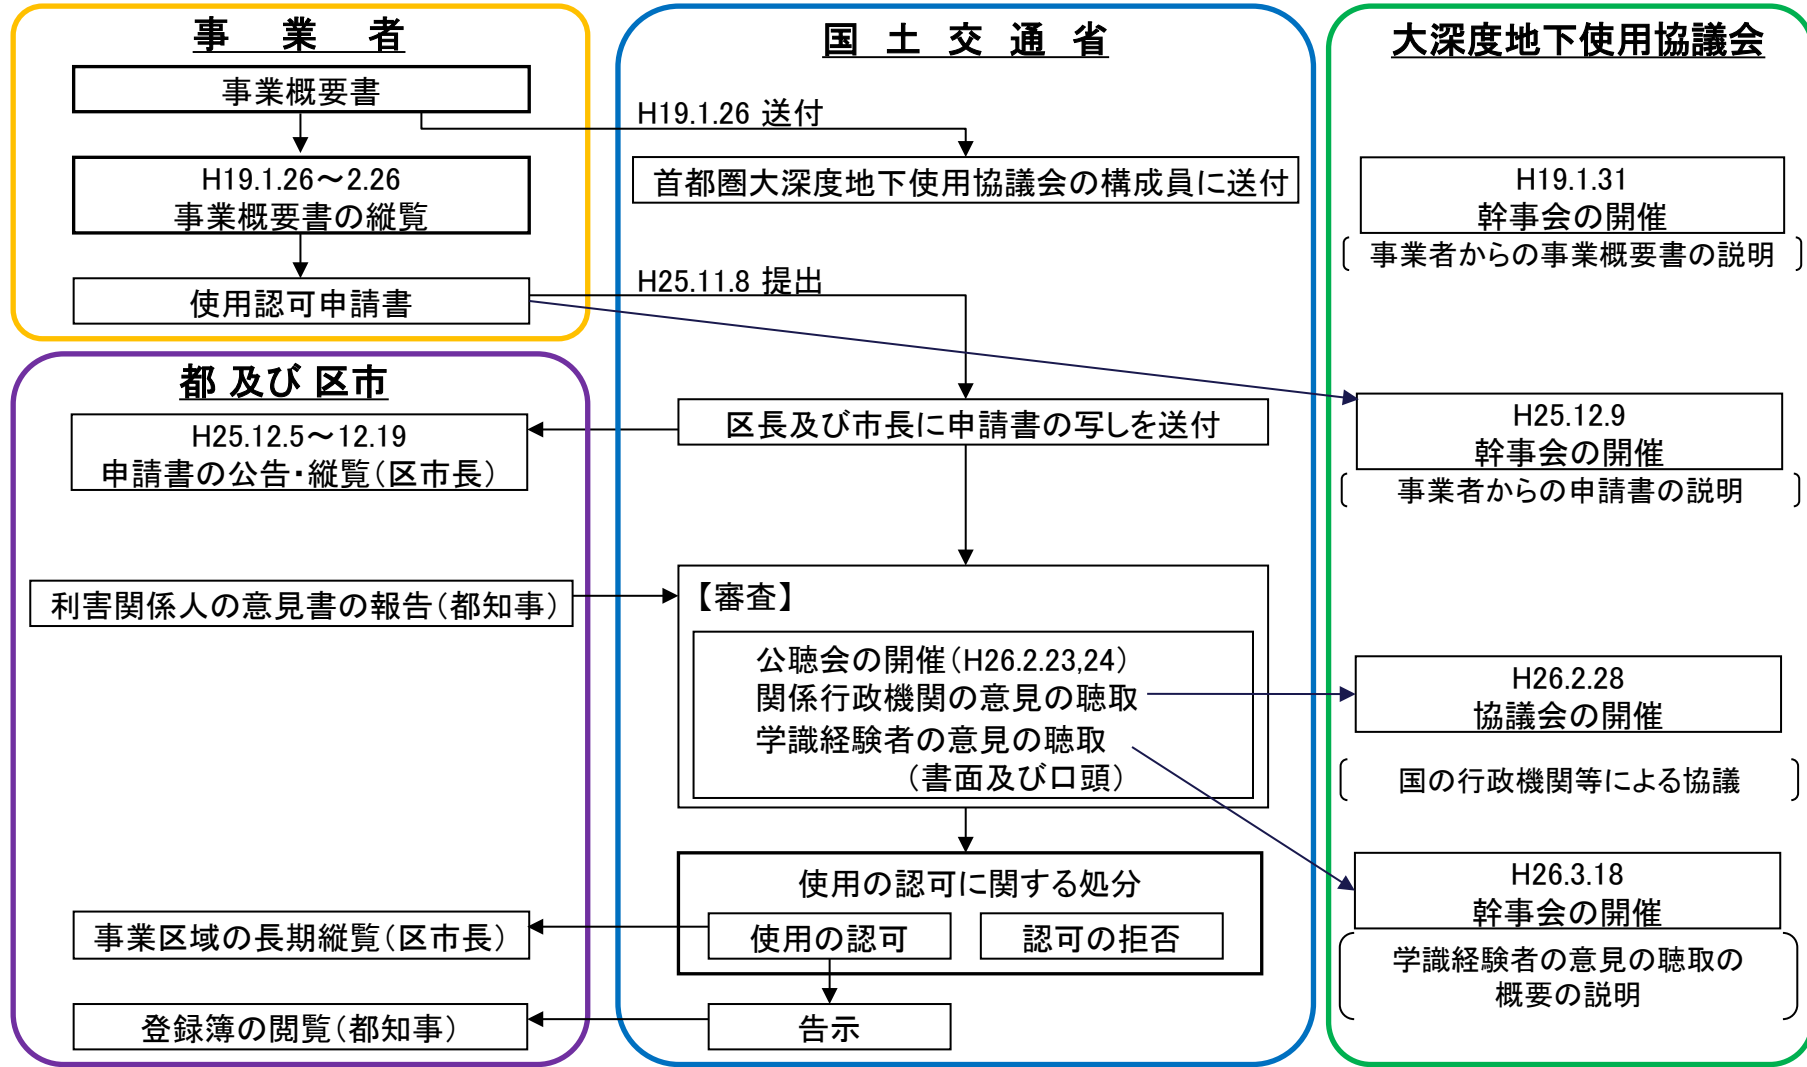 事　業　者
事業概要書
H19.1.26～2.26
事業概要書の縦覧
使用認可申請書
都 及び 区市
H25.12.5～12.19
申請書の公告・縦覧（区市長）
利害関係人の意見書の報告（都知事）
事業区域の長期縦覧（区市長）
登録簿の閲覧（都知事）
国 土 交 通 省
H19.1.26 送付
首都圏大深度地下使用協議会の構成員に送付
H25.11.8 提出
区長及び市長に申請書の写しを送付
【審査】
公聴会の開催（H26.2.23,24）
関係行政機関の意見の聴取
学識経験者の意見の聴取
（書面及び口頭）
使用の認可に関する処分
使用の認可
認可の拒否
告示
大深度地下使用協議会
H19.1.31
幹事会の開催
事業者からの事業概要書の説明
H25.12.9
幹事会の開催
事業者からの申請書の説明
H26.2.28
協議会の開催
国の行政機関等による協議
H26.3.18
幹事会の開催
学識経験者の意見の聴取の
概要の説明